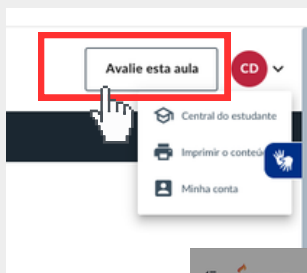 Avalie esta aula
CD
Central do estudante
Imprimir o conteú
Minha conta